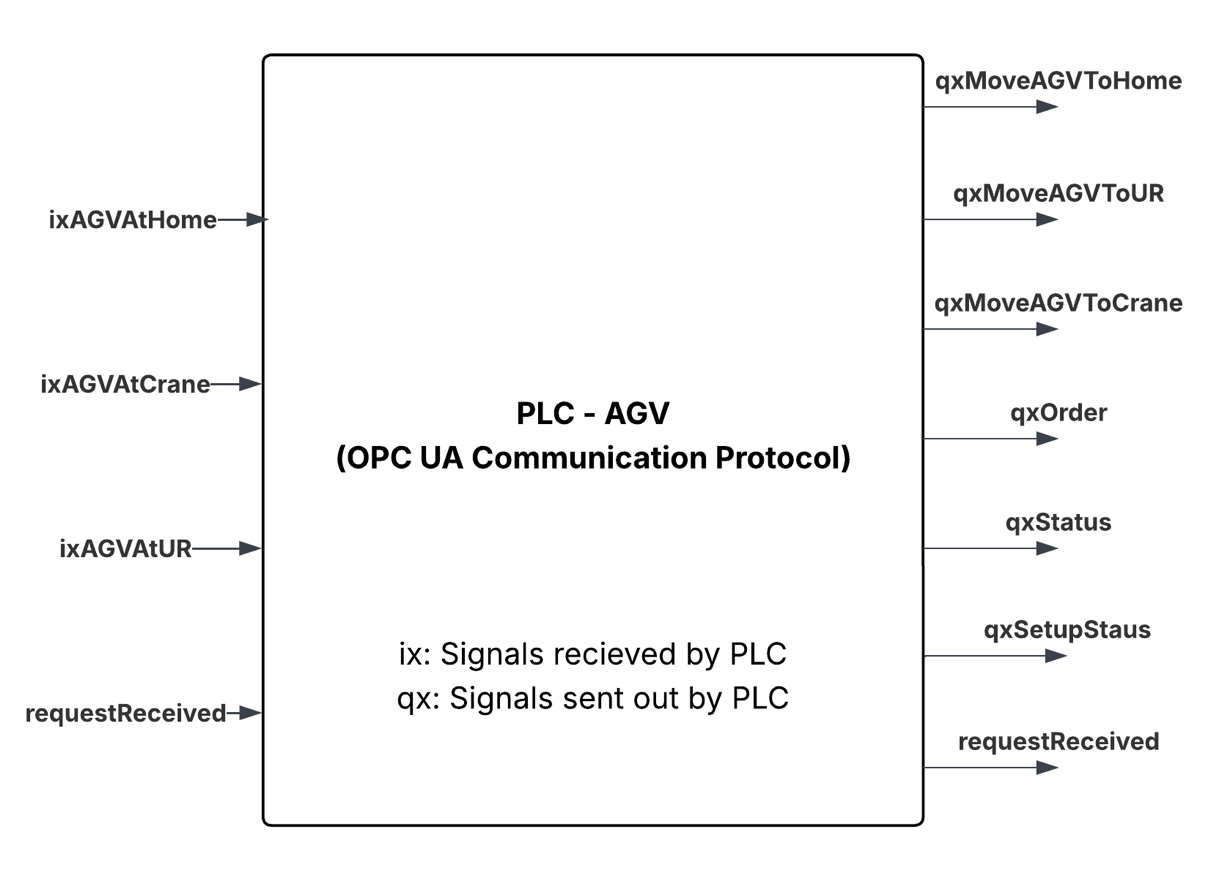 qxMoveAGVToHome
qxMoveAGVToUR
ixAGVAtHome
qxMoveAGVToCrane
ixAGVAtCrane
PLC - AGV
qxOrder
(OPC UA Communication Protocol)
qxStatus
ixAGVAtUR
qxSetupStaus
ix: Signals recieved by PLC
qx: Signals sent out by PLC
requestReceived
requestReceived